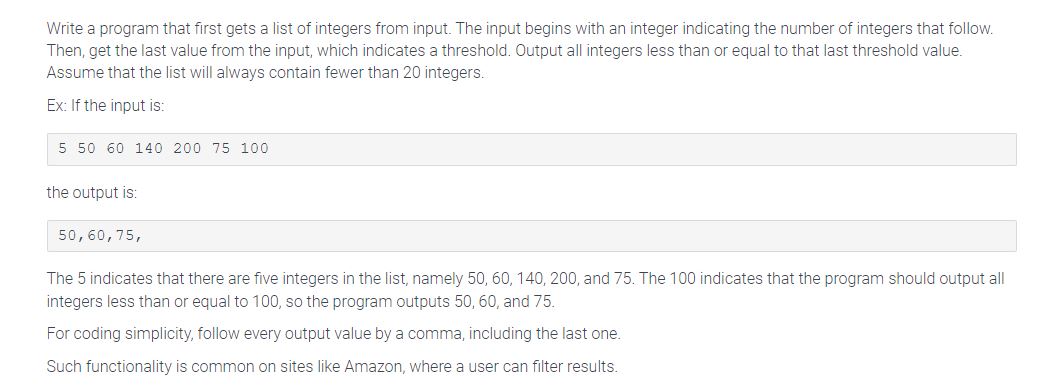 Write a program that first gets a list of integers from input. The input begins with an integer indicating the number of integers that follow.
Then, get the last value from the input, which indicates a threshold. Output all integers less than or equal to that last threshold value.
Assume that the list will always contain fewer than 20 integers.
Ex: If the input is:
5 50 60 140 200 75 100
the output is:
50,60,75,
The 5 indicates that there are five integers in the list, namely 50, 60, 140, 200, and 75. The 100 indicates that the program should output all
integers less than or equal to 100, so the program outputs 50, 60, and 75.
For coding simplicity, follow every output value by a comma, including the last one.
Such functionality is common on sites like Amazon, where a user can filter results.